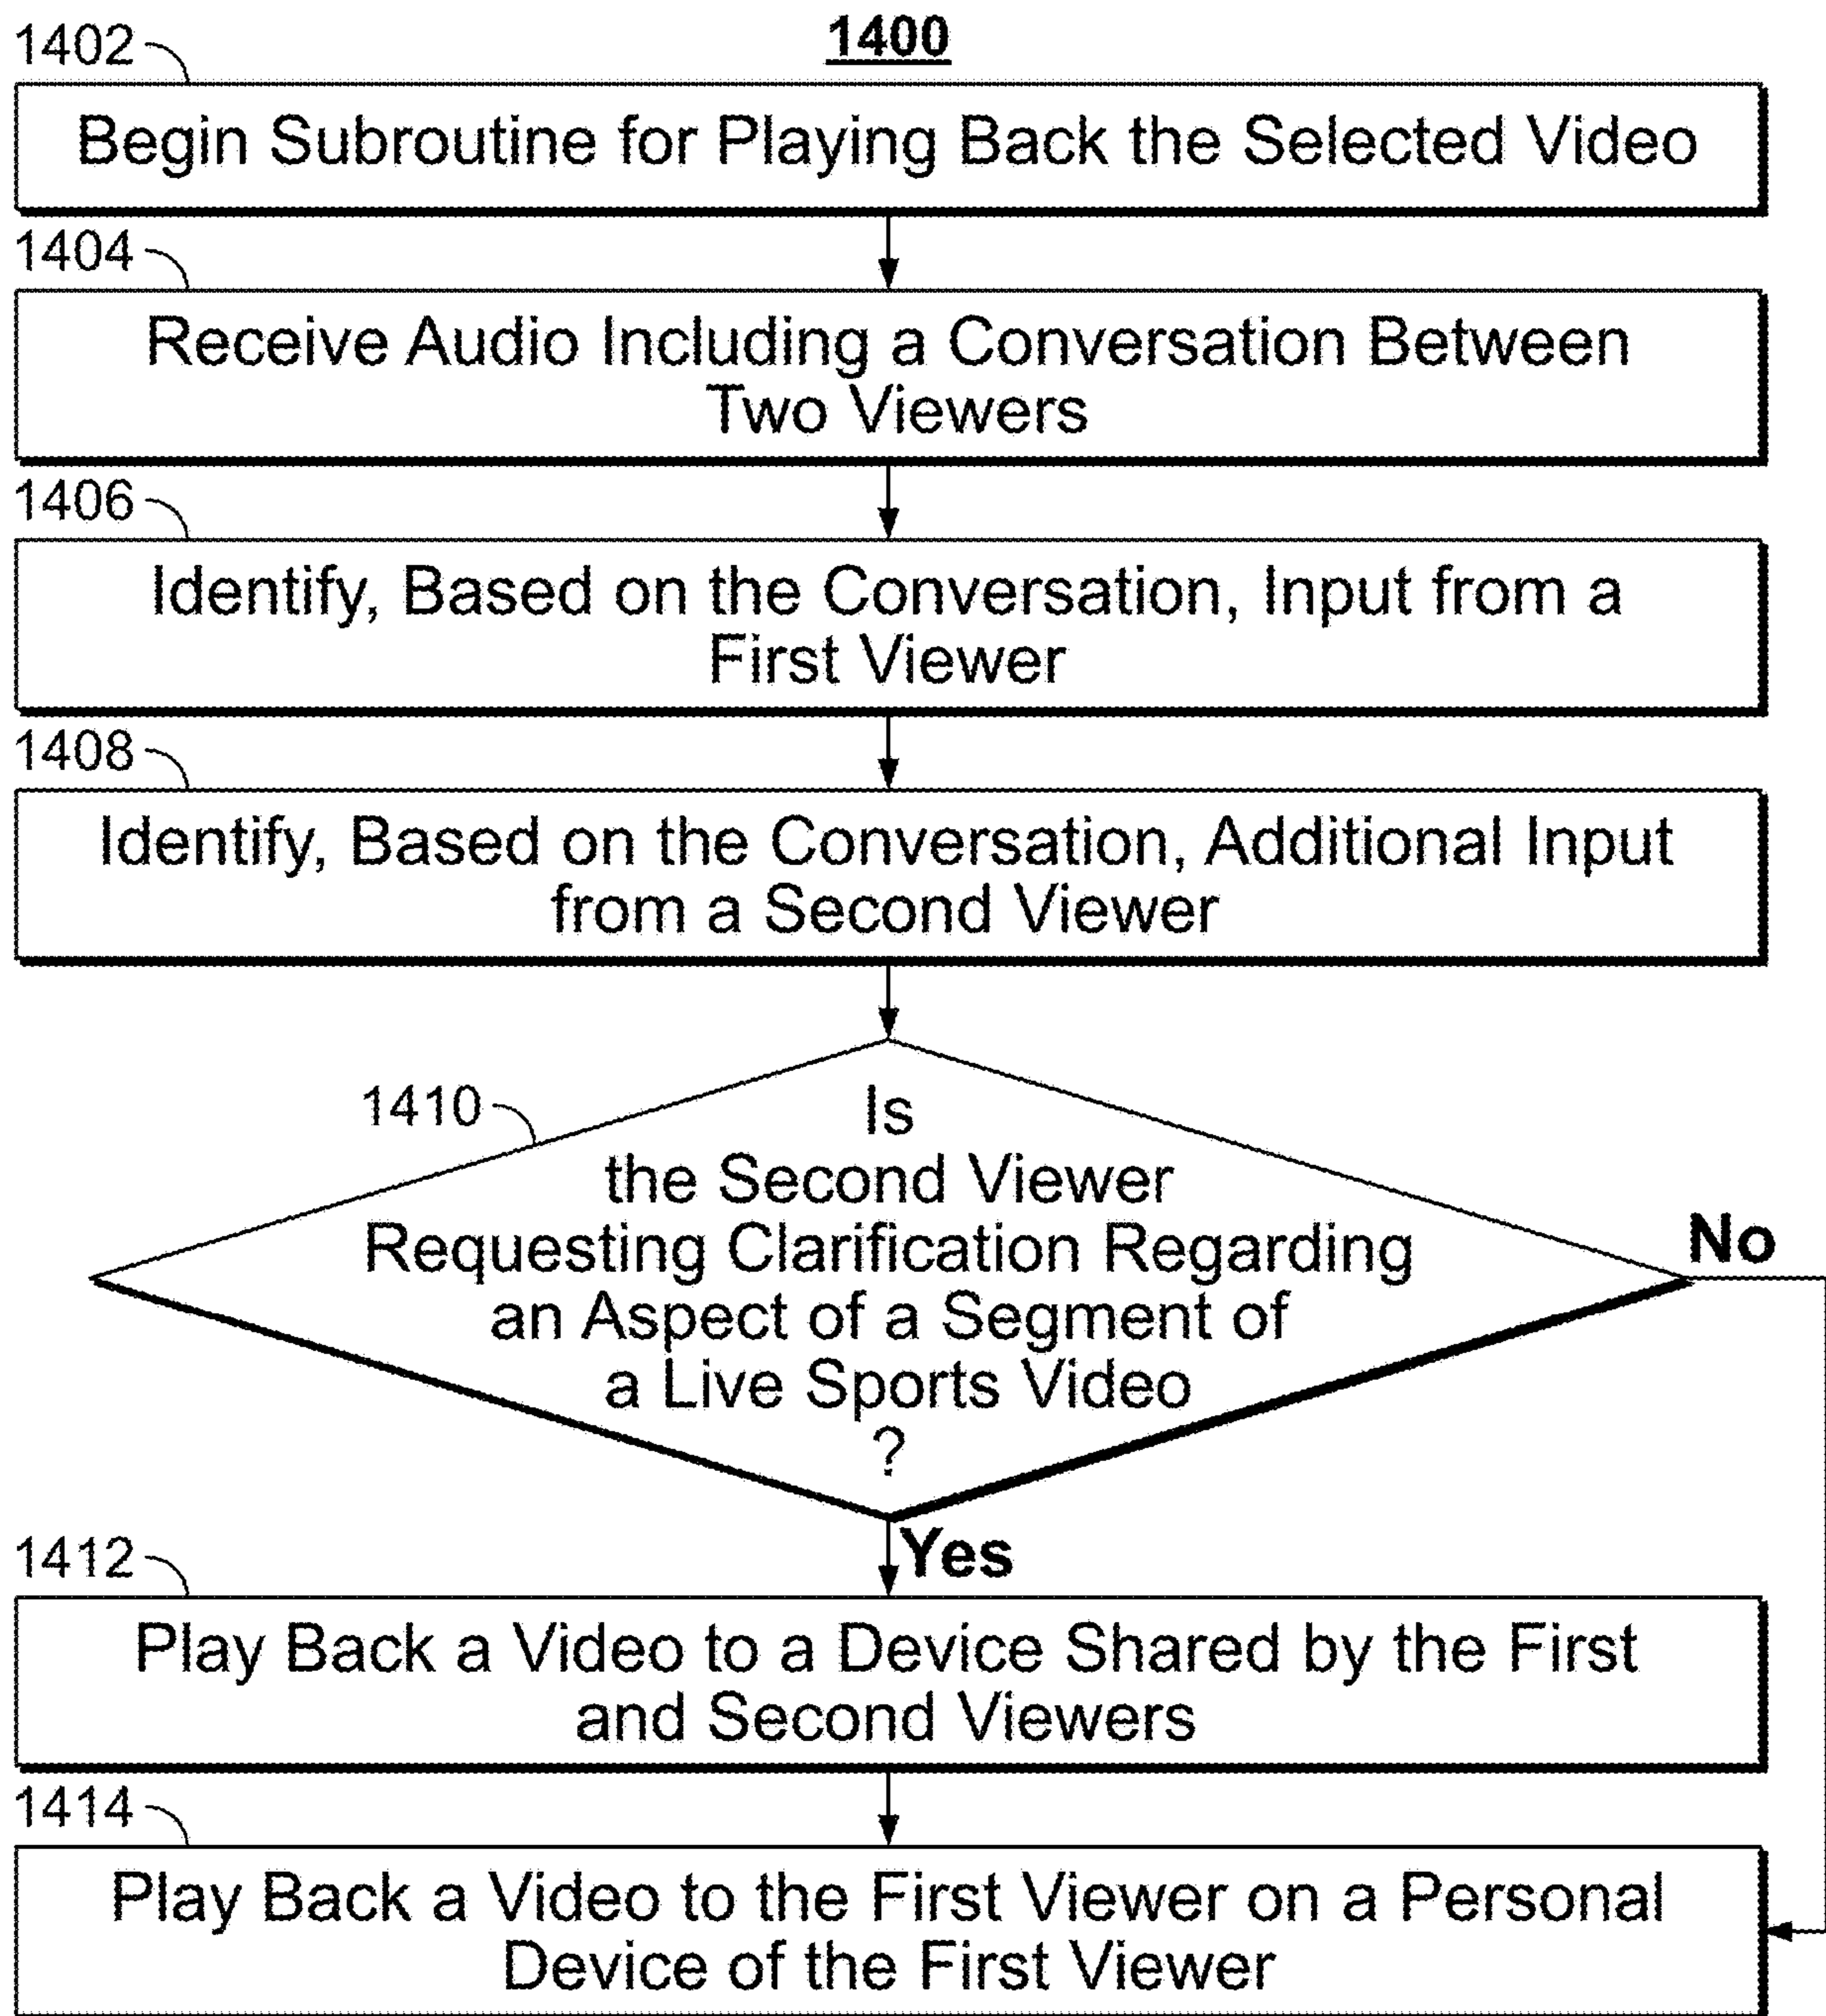 1400
1402
Begin Subroutine for Playing Back the Selected Video
1404
Receive Audio Including a Conversation Between
Two Viewers
1406
Identify, Based on the Conversation, Input from a
First Viewer
1408
Identify, Based on the Conversation, Additional Input
from a Second Viewer
1410
Is
the Second Viewer
Requesting Clarification Regarding
an Aspect of a Segment of
a Live Sports Video
?
No
Yes
1412
Play Back a Video to a Device Shared by the First
and Second Viewers
1414
Play Back a Video to the First Viewer on a Personal
Device of the First Viewer